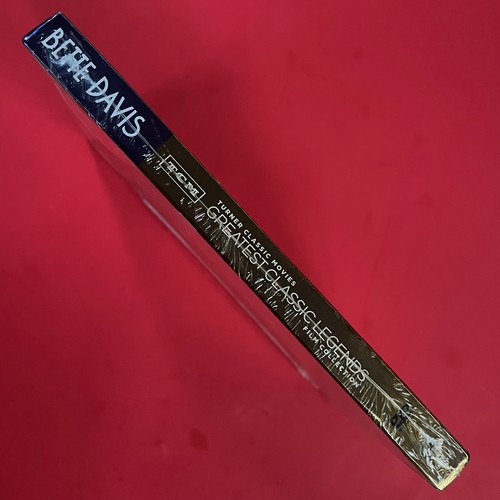 BETTE DAVIS
TCM
TURNER CLASSIC MOVIES
GREATEST CLASSIC LEGENDS
FILM COLLECTION